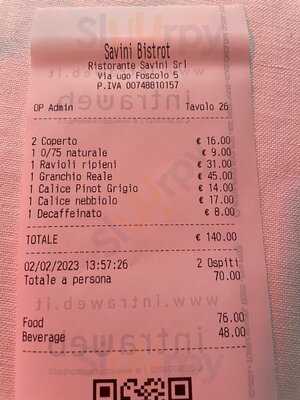 Savini Bistrot
Ristorante Savini Srl
Via ugo Foscolo 5
P.IVA 00748810157
OP Admin Tavolo 26
2 Coperto € 16.00
1 0/75 naturale € 9.00
1 Ravioli ripieni € 31.00
1 Granchio Reale € 45.00
1 Calice Pinot Grigio € 14.00
1 Calice nebbiolo € 17.00
1 Decaffeinato € 8.00
TOTALE € 140.00
02/02/2023 13:57:26 2 Ospiti
Totale a persona 70.00
Food 76.00
Beverage 48.00